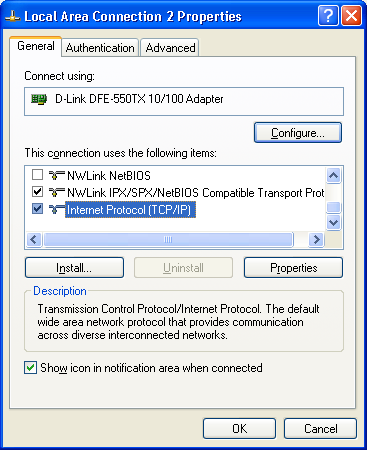 Local Area Connection 2 Properties
General Authentication Advanced
Connect using:
D-Link DFE-550TX 10/100 Adapter
Configure...
This connection uses the following items:
NWLink NetBIOS
NWLink IPX/SPX/NetBIOS Compatible Transport Prot
Internet Protocol (TCP/IP)
Install... Uninstall Properties
Description
Transmission Control Protocol/Internet Protocol. The default
wide area network protocol that provides communication
across diverse interconnected networks.
Show icon in notification area when connected
OK Cancel